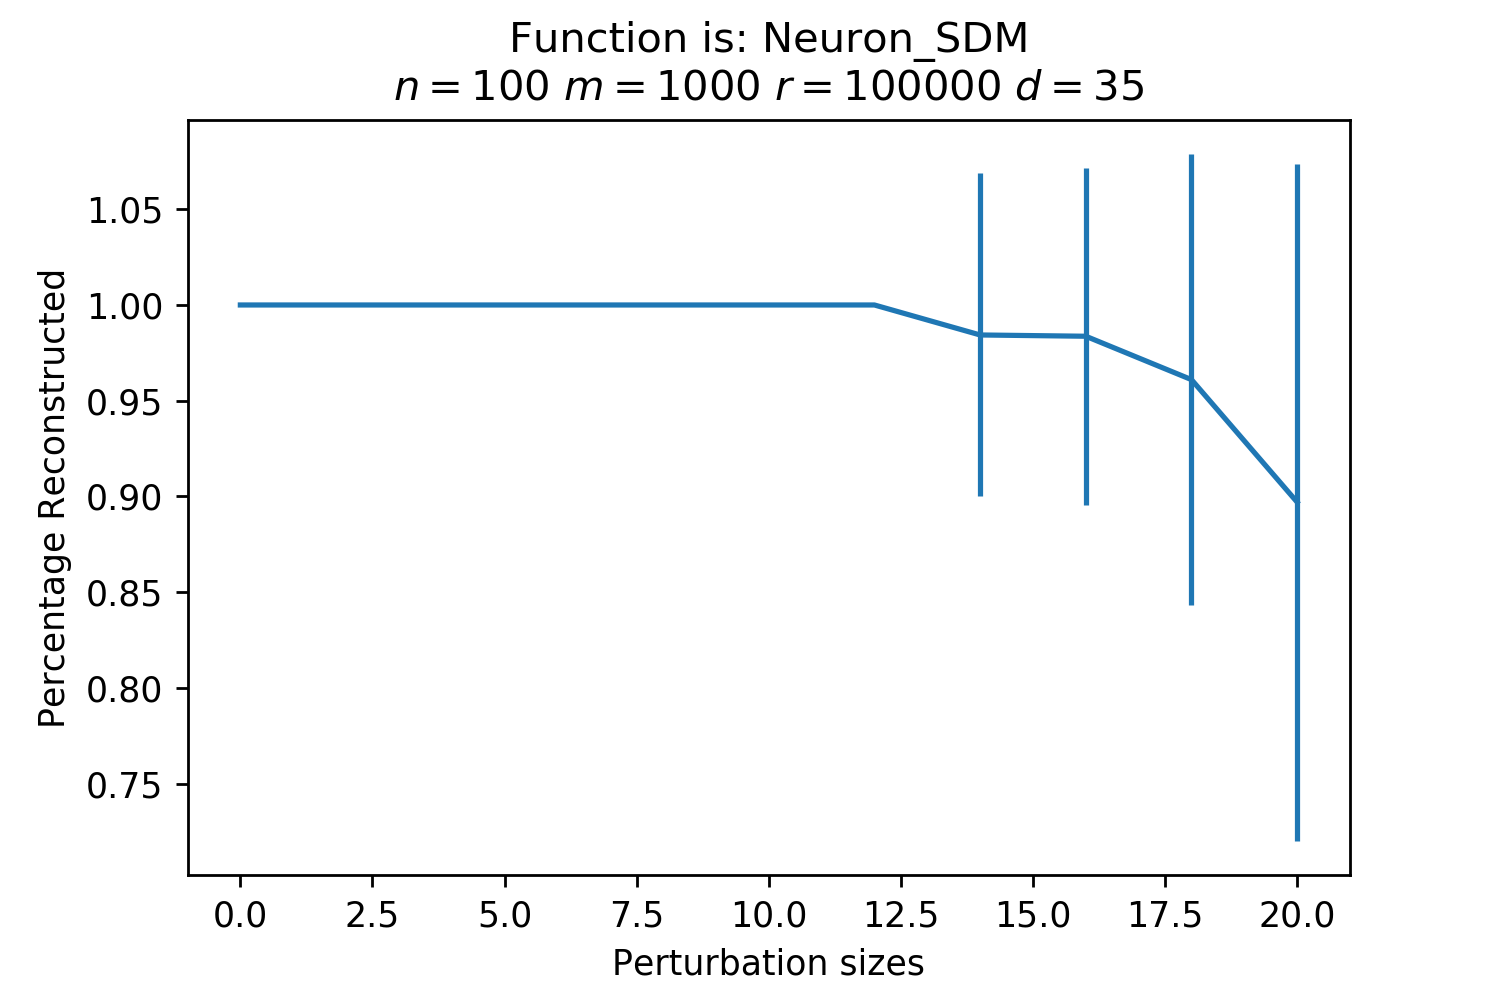 Function is: Neuron_SDM
n = 100 m = 1000 r = 100000 d = 35
1.05
1.00
0.95
0.90
0.85
0.80
0.75
Percentage Reconstructed
0.0 2.5 5.0 7.5 10.0 12.5 15.0 17.5 20.0
Perturbation sizes